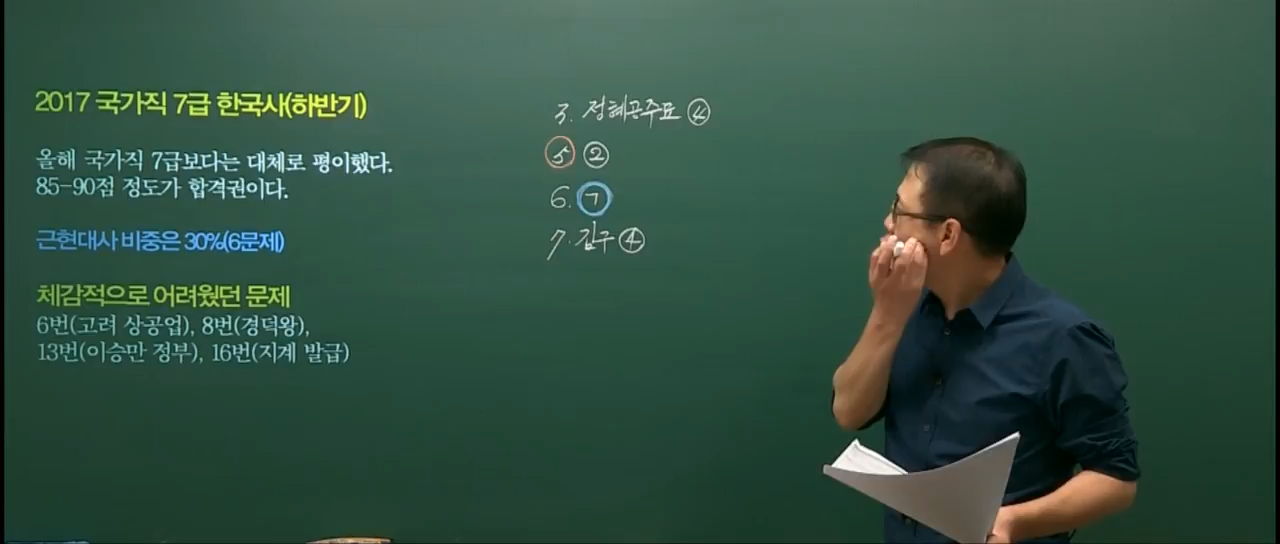 2017 국가직 7급 한국사(하반기)
올해 국가직 7급보다는 대체로 평이했다.
85-90점 정도가 합격권이다.
근현대사 비중은 30%(6문제)
체감적으로 어려웠던 문제
6번(고려 상공업), 8번(경덕왕),
13번(이승만 정부), 16번(지계 발급)
3. 정혜공주묘 ④
5 ②
6. ㄱ
7. 김구 ④